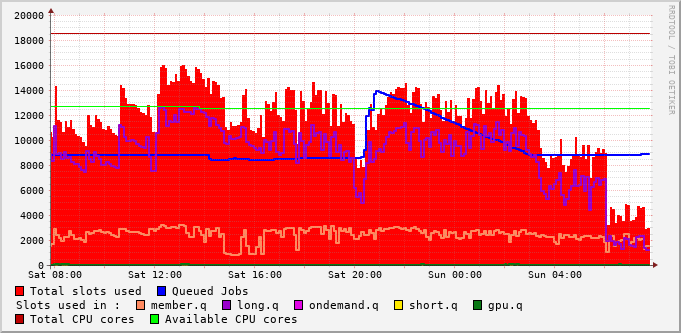 20000
18000
16000
14000
12000
10000
8000
6000
4000
2000
0
Sat 08:00 Sat 12:00 Sat 16:00 Sat 20:00 Sun 00:00 Sun 04:00
RRDTOOL / TOBI OETIKER
Total slots used Queued Jobs
Slots used in : member.q long.q ondemand.q short.q gpu.q
Total CPU cores Available CPU cores